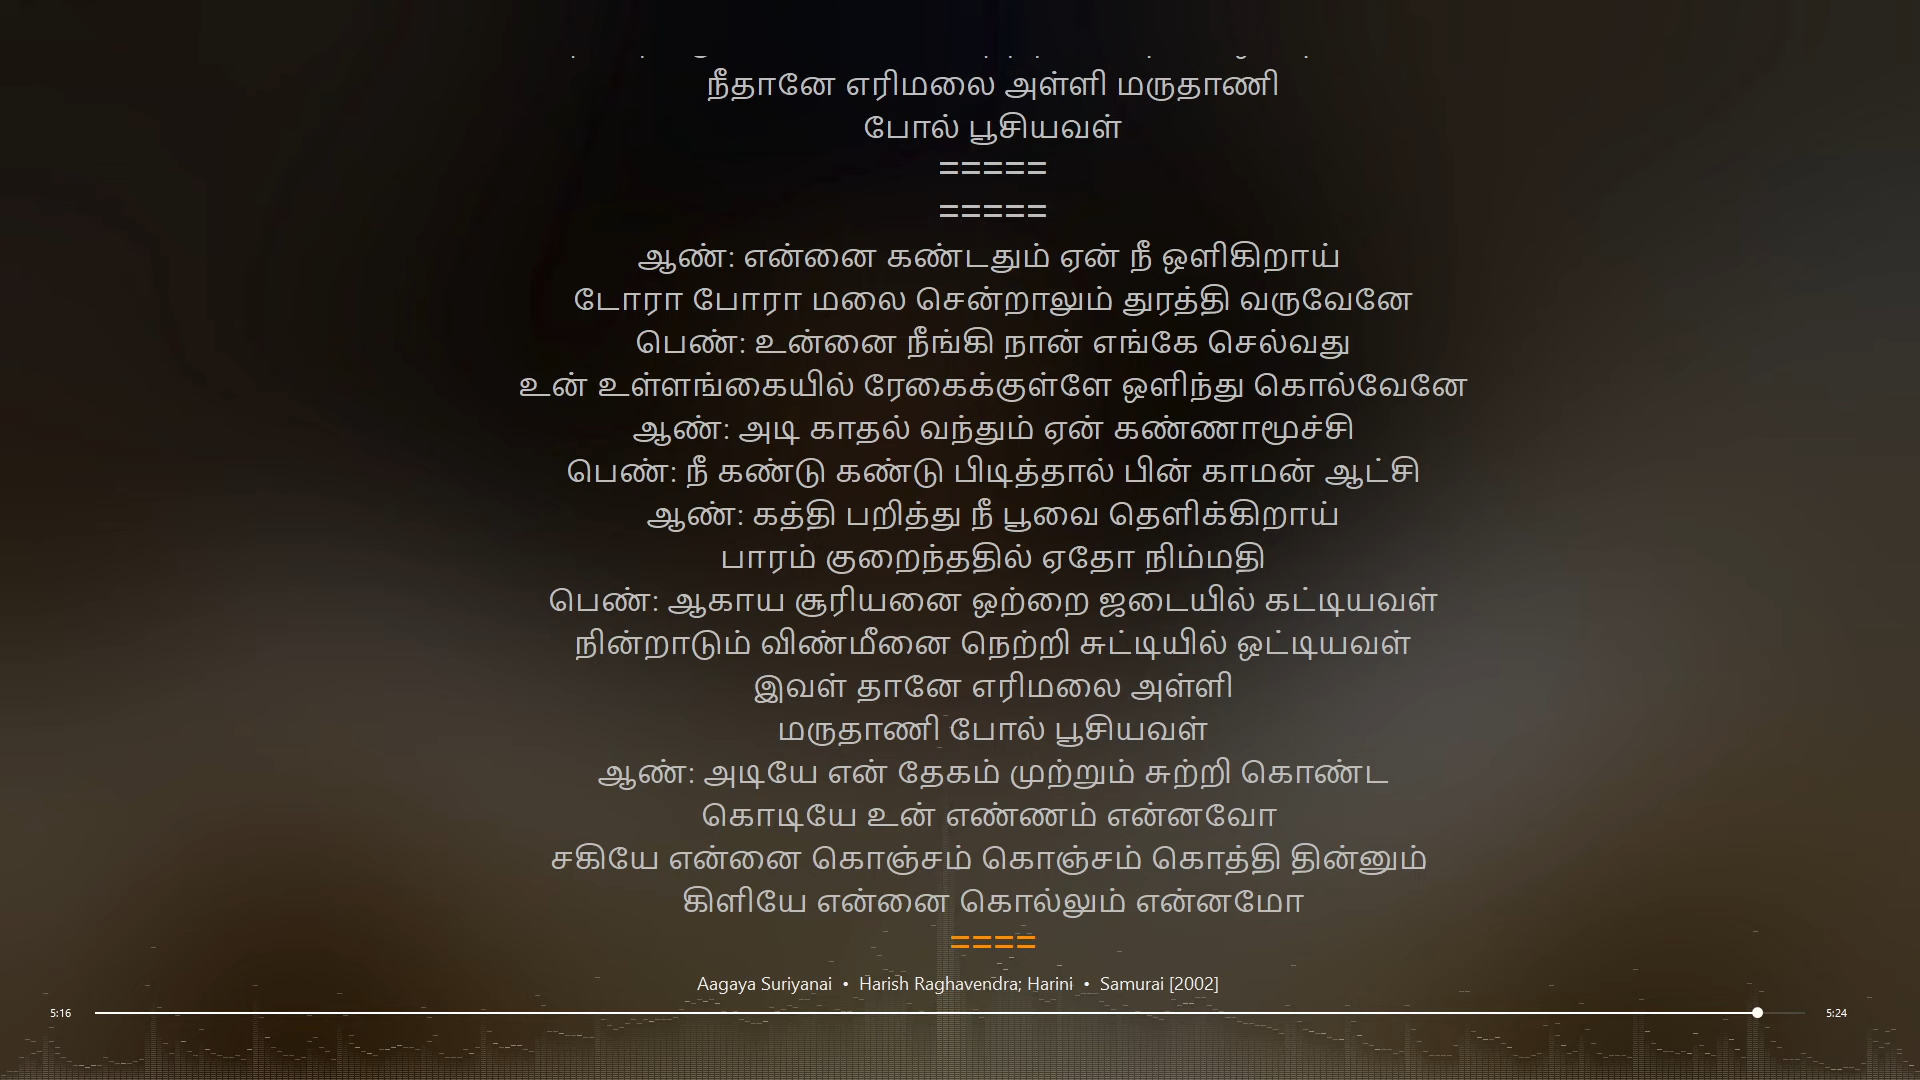 நீதானே எரிமலை அள்ளி மருதாணி
போல் பூசியவள்
=====
=====
ஆண்: என்னை கண்டதும் ஏன் நீ ஒளிகிறாய்
டோரா போரா மலை சென்றாலும் துரத்தி வருவேனே
பெண்: உன்னை நீங்கி நான் எங்கே செல்வது
உன் உள்ளங்கையில் ரேகைக்குள்ளே ஒளிந்து கொல்வேனே
ஆண்: அடி காதல் வந்தும் ஏன் கண்ணாமூச்சி
பெண்: நீ கண்டு கண்டு பிடித்தால் பின் காமன் ஆட்சி
ஆண்: கத்தி பறித்து நீ பூவை தெளிக்கிறாய்
பாரம் குறைந்ததில் ஏதோ நிம்மதி
பெண்: ஆகாய சூரியனை ஒற்றை ஜடையில் கட்டியவள்
நின்றாடும் விண்மீனை நெற்றி சுட்டியில் ஒட்டியவள்
இவள் தானே எரிமலை அள்ளி
மருதாணி போல் பூசியவள்
ஆண்: அடியே என் தேகம் முற்றும் சுற்றி கொண்ட
கொடியே உன் எண்ணம் என்னவோ
சகியே என்னை கொஞ்சம் கொஞ்சம் கொத்தி தின்னும்
கிளியே என்னை கொல்லும் என்னமோ
====
Aagaya Suriyanai • Harish Raghavendra; Harini • Samurai [2002]
5:16 5:24